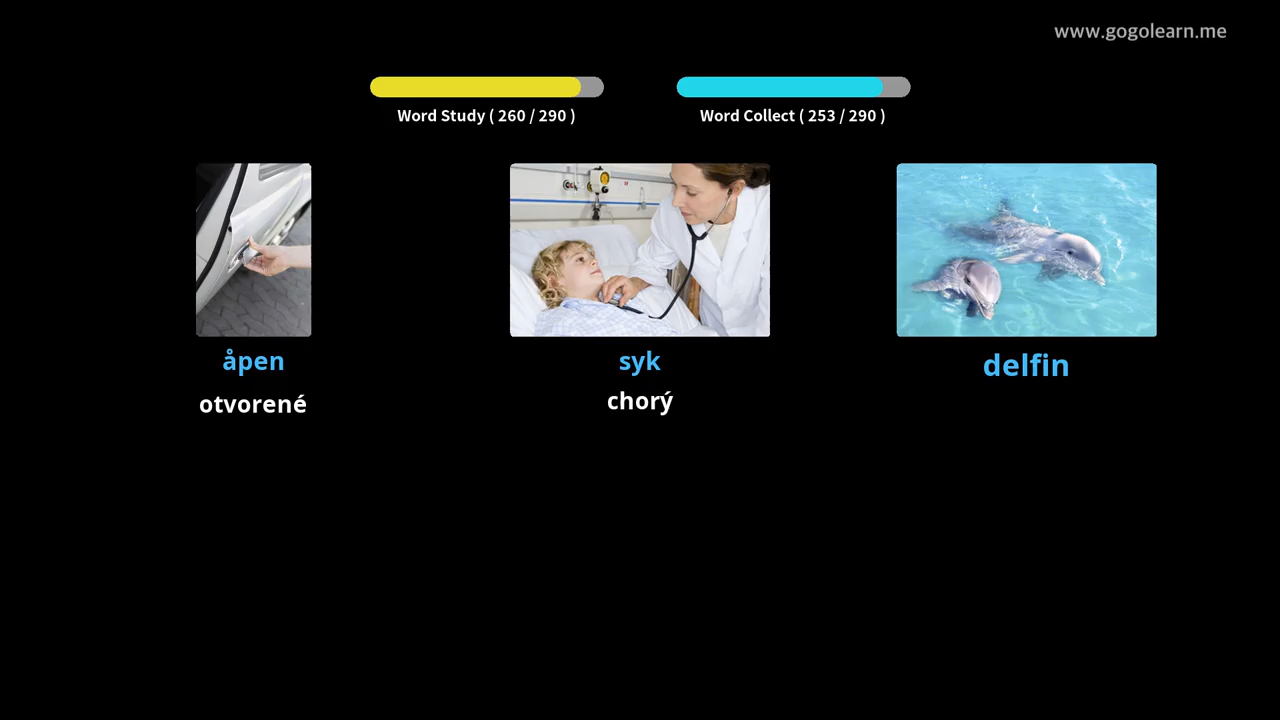 www.gogolearn.me
Word Study ( 260 / 290 )
Word Collect ( 253 / 290 )
åpen
otvorené
syk
chorý
delfin